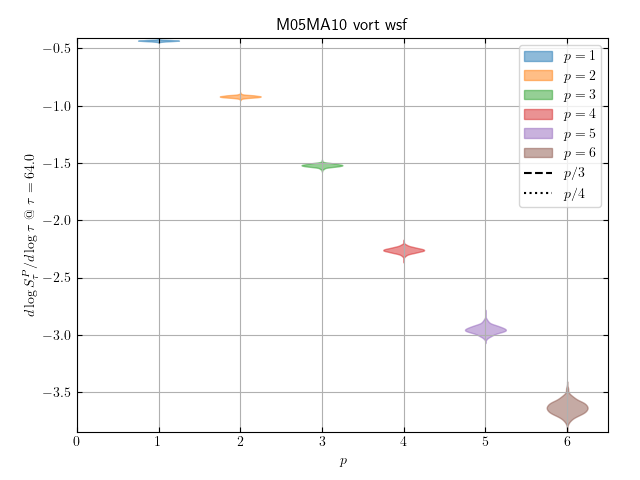 M05MA10 vort wsf
d log S_τ^P / d log τ @ τ = 64.0
−0.5
−1.0
−1.5
−2.0
−2.5
−3.0
−3.5
0 1 2 3 4 5 6
p
p = 1
p = 2
p = 3
p = 4
p = 5
p = 6
p/3
p/4